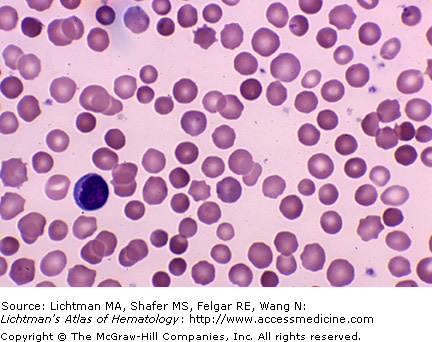 Source: Lichtman MA, Shafer MS, Felgar RE, Wang N:
Lichtman's Atlas of Hematology: http://www.accessmedicine.com
Copyright © The McGraw-Hill Companies, Inc. All rights reserved.